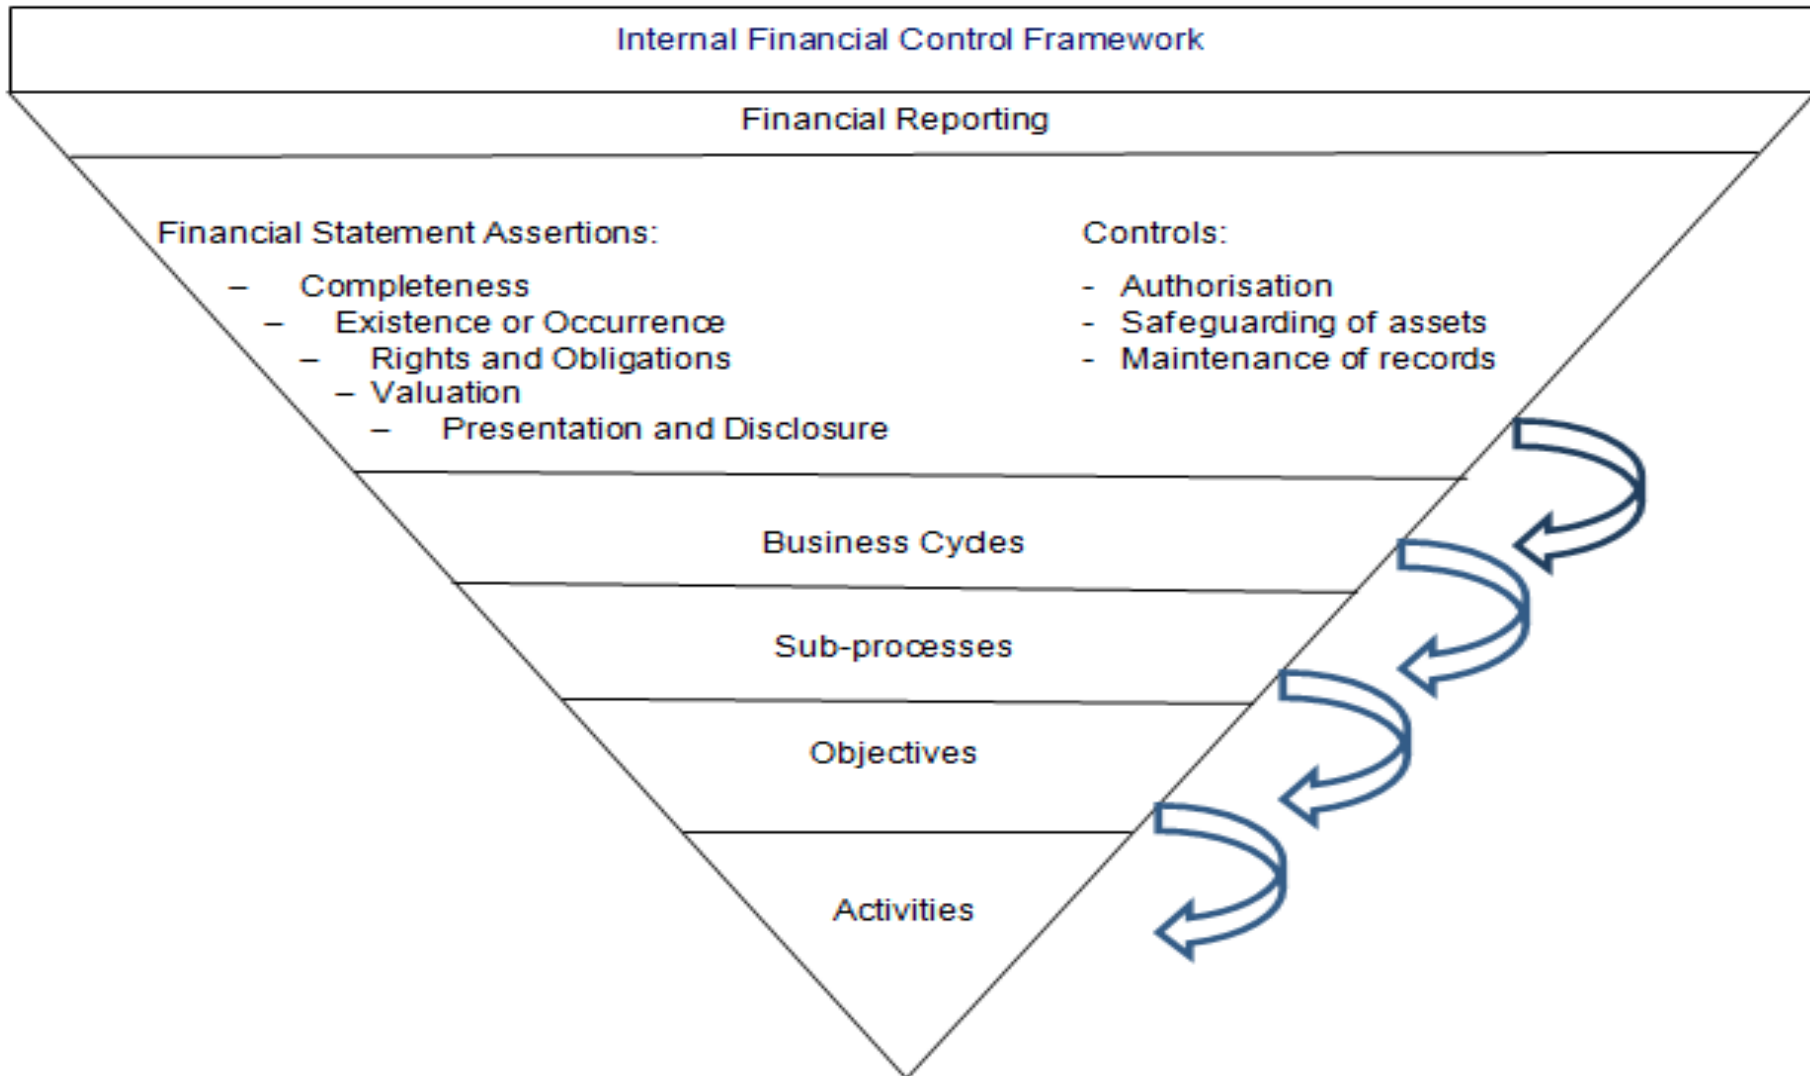 Internal Financial Control Framework
Financial Reporting
Financial Statement Assertions:
– Completeness
– Existence or Occurrence
– Rights and Obligations
– Valuation
– Presentation and Disclosure
Controls:
- Authorisation
- Safeguarding of assets
- Maintenance of records
Business Cycles
Sub-processes
Objectives
Activities